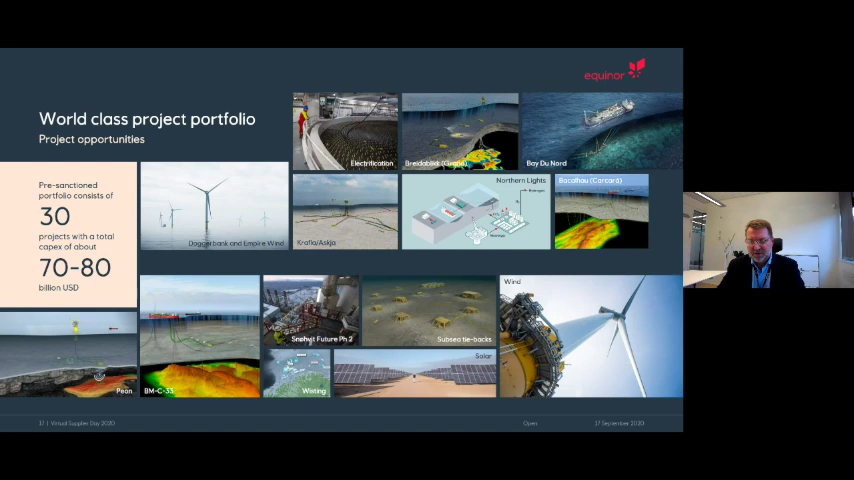 equinor
World class project portfolio
Project opportunities
Electrification
Breidablikk (Grand)
Bay Du Nord
Pre-sanctioned
portfolio consists of
30
projects with a total
capex of about
70-80
billion USD
Doggerbank and Empire Wind
Krafla/Askja
Northern Lights
Bacalhau (Carcará)
Peon
BM-C-33
Snøhvit Future Ph 2
Subsea tie-backs
Wisting
Solar
Wind
17 | Virtual Supplier Day 2020
Open
17 September 2020